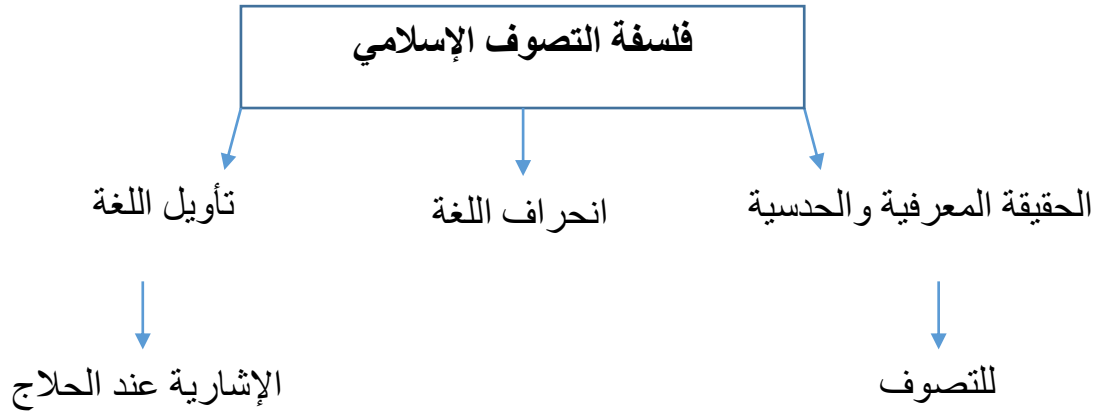 فلسفة التصوف الإسلامي
الحقيقة المعرفية والحدسية
انحراف اللغة
تأويل اللغة
للتصوف
الإشارية عند الحلاج